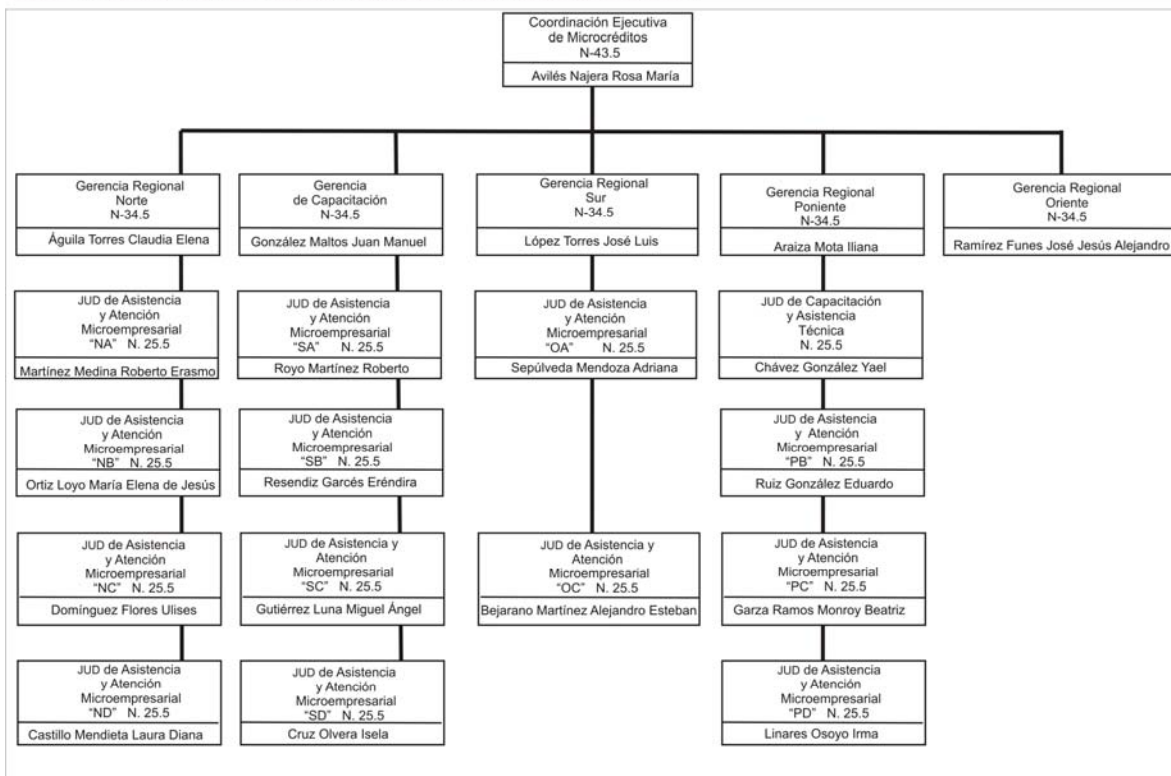 Coordinación Ejecutiva
de Microcréditos
N-43.5
Avilés Najera Rosa María
Gerencia Regional
Norte
N-34.5
Águila Torres Claudia Elena
Gerencia
de Capacitación
N-34.5
González Maltos Juan Manuel
Gerencia Regional
Sur
N-34.5
López Torres José Luis
Gerencia Regional
Poniente
N-34.5
Araiza Mota Iliana
Gerencia Regional
Oriente
N-34.5
Ramírez Funes José Jesús Alejandro
JUD de Asistencia
y Atención
Microempresarial
“NA” N. 25.5
Martínez Medina Roberto Erasmo
JUD de Asistencia
y Atención
Microempresarial
“SA” N. 25.5
Royo Martínez Roberto
JUD de Asistencia
y Atención
Microempresarial
“OA” N. 25.5
Sepúlveda Mendoza Adriana
JUD de Capacitación
y Asistencia
Técnica
N. 25.5
Chávez González Yael
JUD de Asistencia
y Atención
Microempresarial
“NB” N. 25.5
Ortiz Loyo María Elena de Jesús
JUD de Asistencia
y Atención
Microempresarial
“SB” N. 25.5
Resendiz Garcés Eréndira
JUD de Asistencia
y Atención
Microempresarial
“PB” N. 25.5
Ruiz González Eduardo
JUD de Asistencia
y Atención
Microempresarial
“NC” N. 25.5
Domínguez Flores Ulises
JUD de Asistencia y
Atención
Microempresarial
“SC” N. 25.5
Gutiérrez Luna Miguel Ángel
JUD de Asistencia y
Atención
Microempresarial
“OC” N. 25.5
Bejarano Martínez Alejandro Esteban
JUD de Asistencia
y Atención
Microempresarial
“PC” N. 25.5
Garza Ramos Monroy Beatriz
JUD de Asistencia
y Atención
Microempresarial
“ND” N. 25.5
Castillo Mendieta Laura Diana
JUD de Asistencia
y Atención
Microempresarial
“SD” N. 25.5
Cruz Olvera Isela
JUD de Asistencia
y Atención
Microempresarial
“PD” N. 25.5
Linares Osoyo Irma